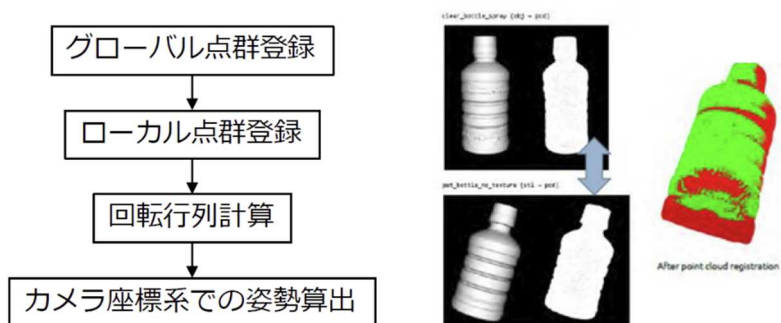 グローバル点群登録
ローカル点群登録
回転行列計算
カメラ座標系での姿勢算出
clear_bottle_spray (obj → pcd)
pet_bottle_no_texture (stl → pcd)
After point cloud registration